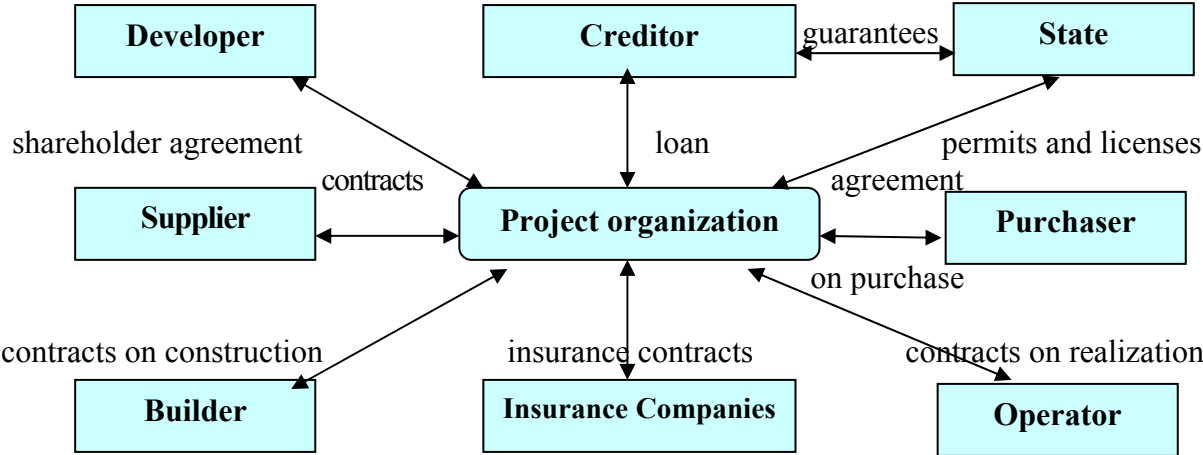 Developer
Creditor
guarantees
State
shareholder agreement
loan
permits and licenses
contracts
agreement
Supplier
Project organization
Purchaser
on purchase
contracts on construction
insurance contracts
contracts on realization
Builder
Insurance Companies
Operator